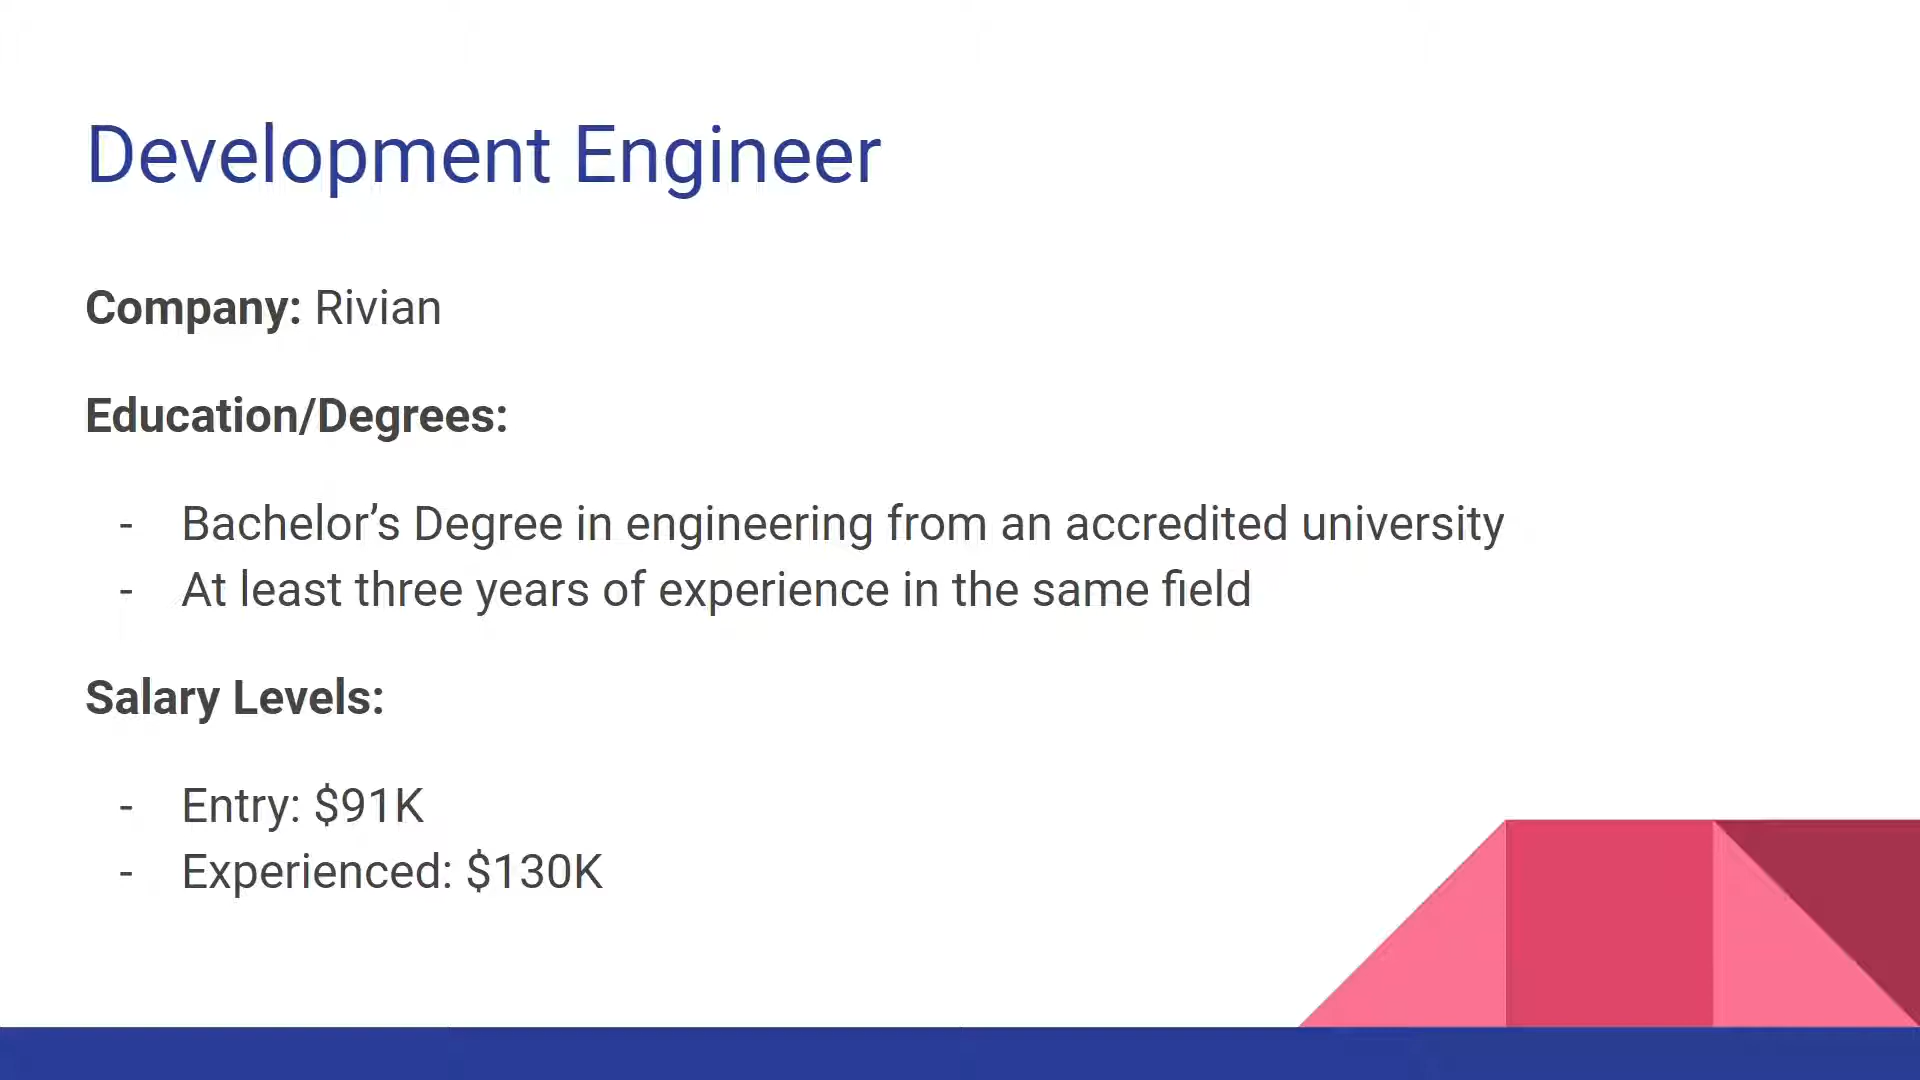 Development Engineer
Company: Rivian
Education/Degrees:
- Bachelor’s Degree in engineering from an accredited university
- At least three years of experience in the same field
Salary Levels:
- Entry: $91K
- Experienced: $130K